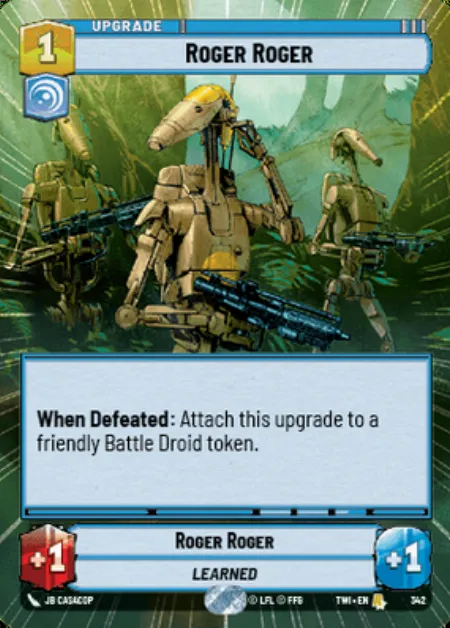 UPGRADE
1
ROGER ROGER
When Defeated: Attach this upgrade to a
friendly Battle Droid token.
ROGER ROGER
+1
+1
LEARNED
JB CASACOP
© LFL © FFG
TWI • EN
342